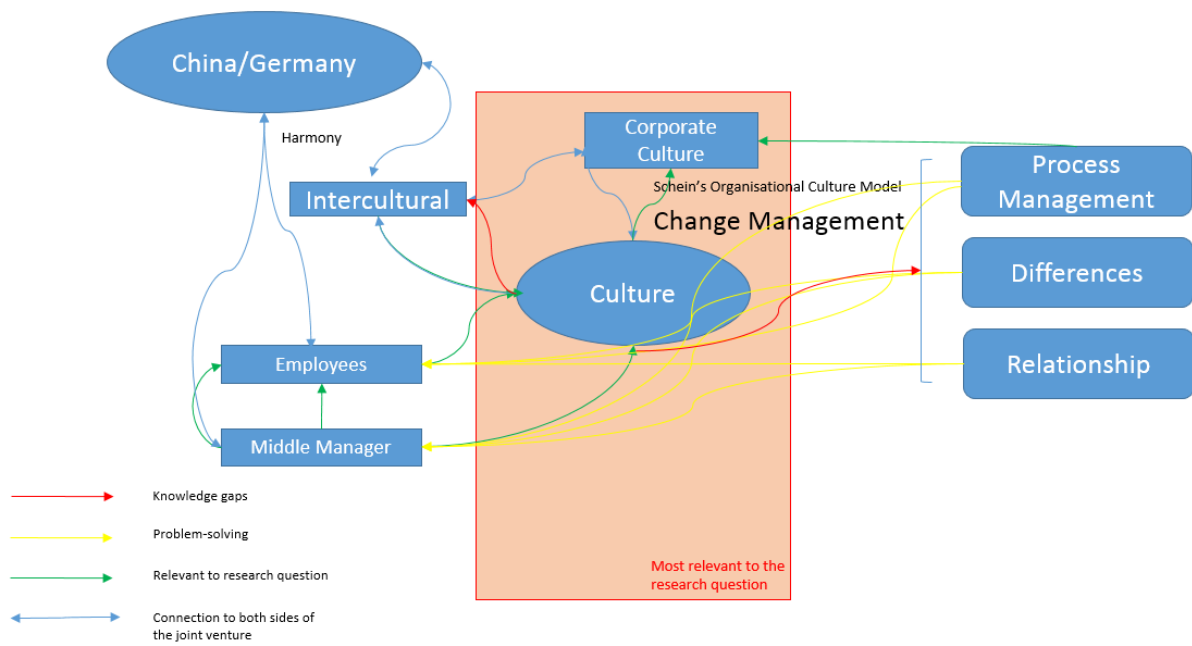 China/Germany
Harmony
Intercultural
Corporate
Culture
Schein's Organisational Culture Model
Change Management
Culture
Process
Management
Differences
Relationship
Employees
Middle Manager
Knowledge gaps
Problem-solving
Relevant to research question
Connection to both sides of
the joint venture
Most relevant to the
research question